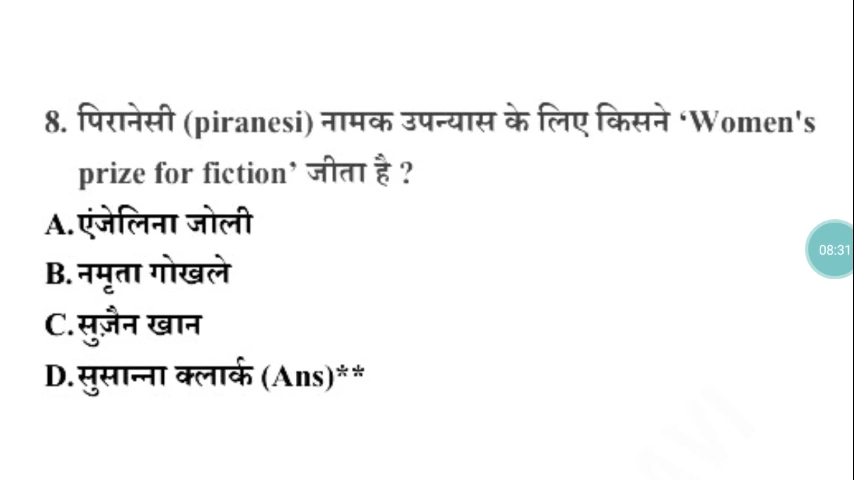 8. पिरानेसी (piranesi) नामक उपन्यास के लिए किसने ‘Women's
prize for fiction’ जीता है ?
A.एंजेलिना जोली
B. नमृता गोखले
C.सुज़ैन खान
D.सुसान्ना क्लार्क (Ans)**
08:31